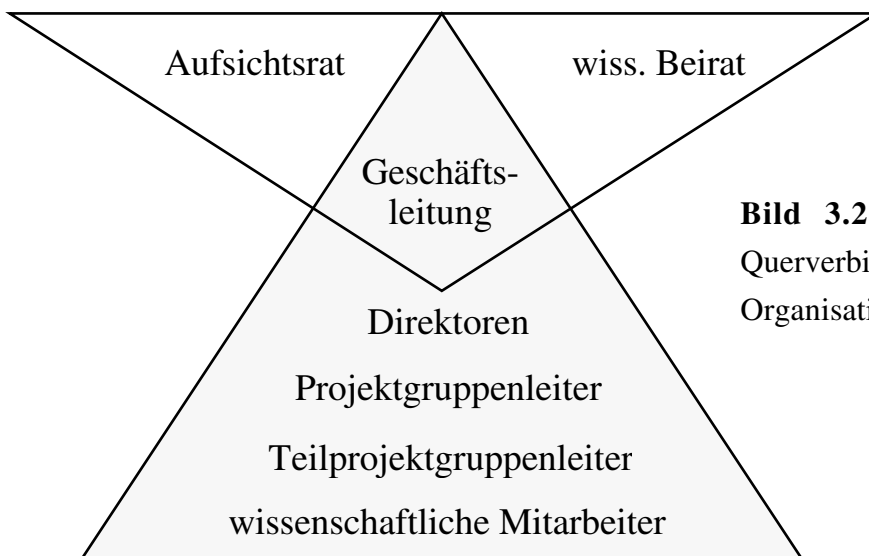 Aufsichtsrat
wiss. Beirat
Geschäfts-
leitung
Direktoren
Projektgruppenleiter
Teilprojektgruppenleiter
wissenschaftliche Mitarbeiter
Bild 3.2